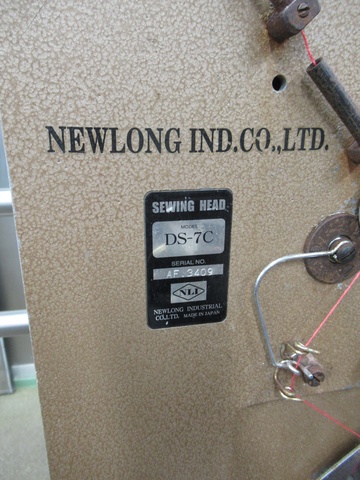 NEWLONG IND.CO.,LTD.
SEWING HEAD
MODEL
DS-7C
SERIAL NO.
AF.3409
NLI
NEWLONG INDUSTRIAL
CO.,LTD. MADE IN JAPAN